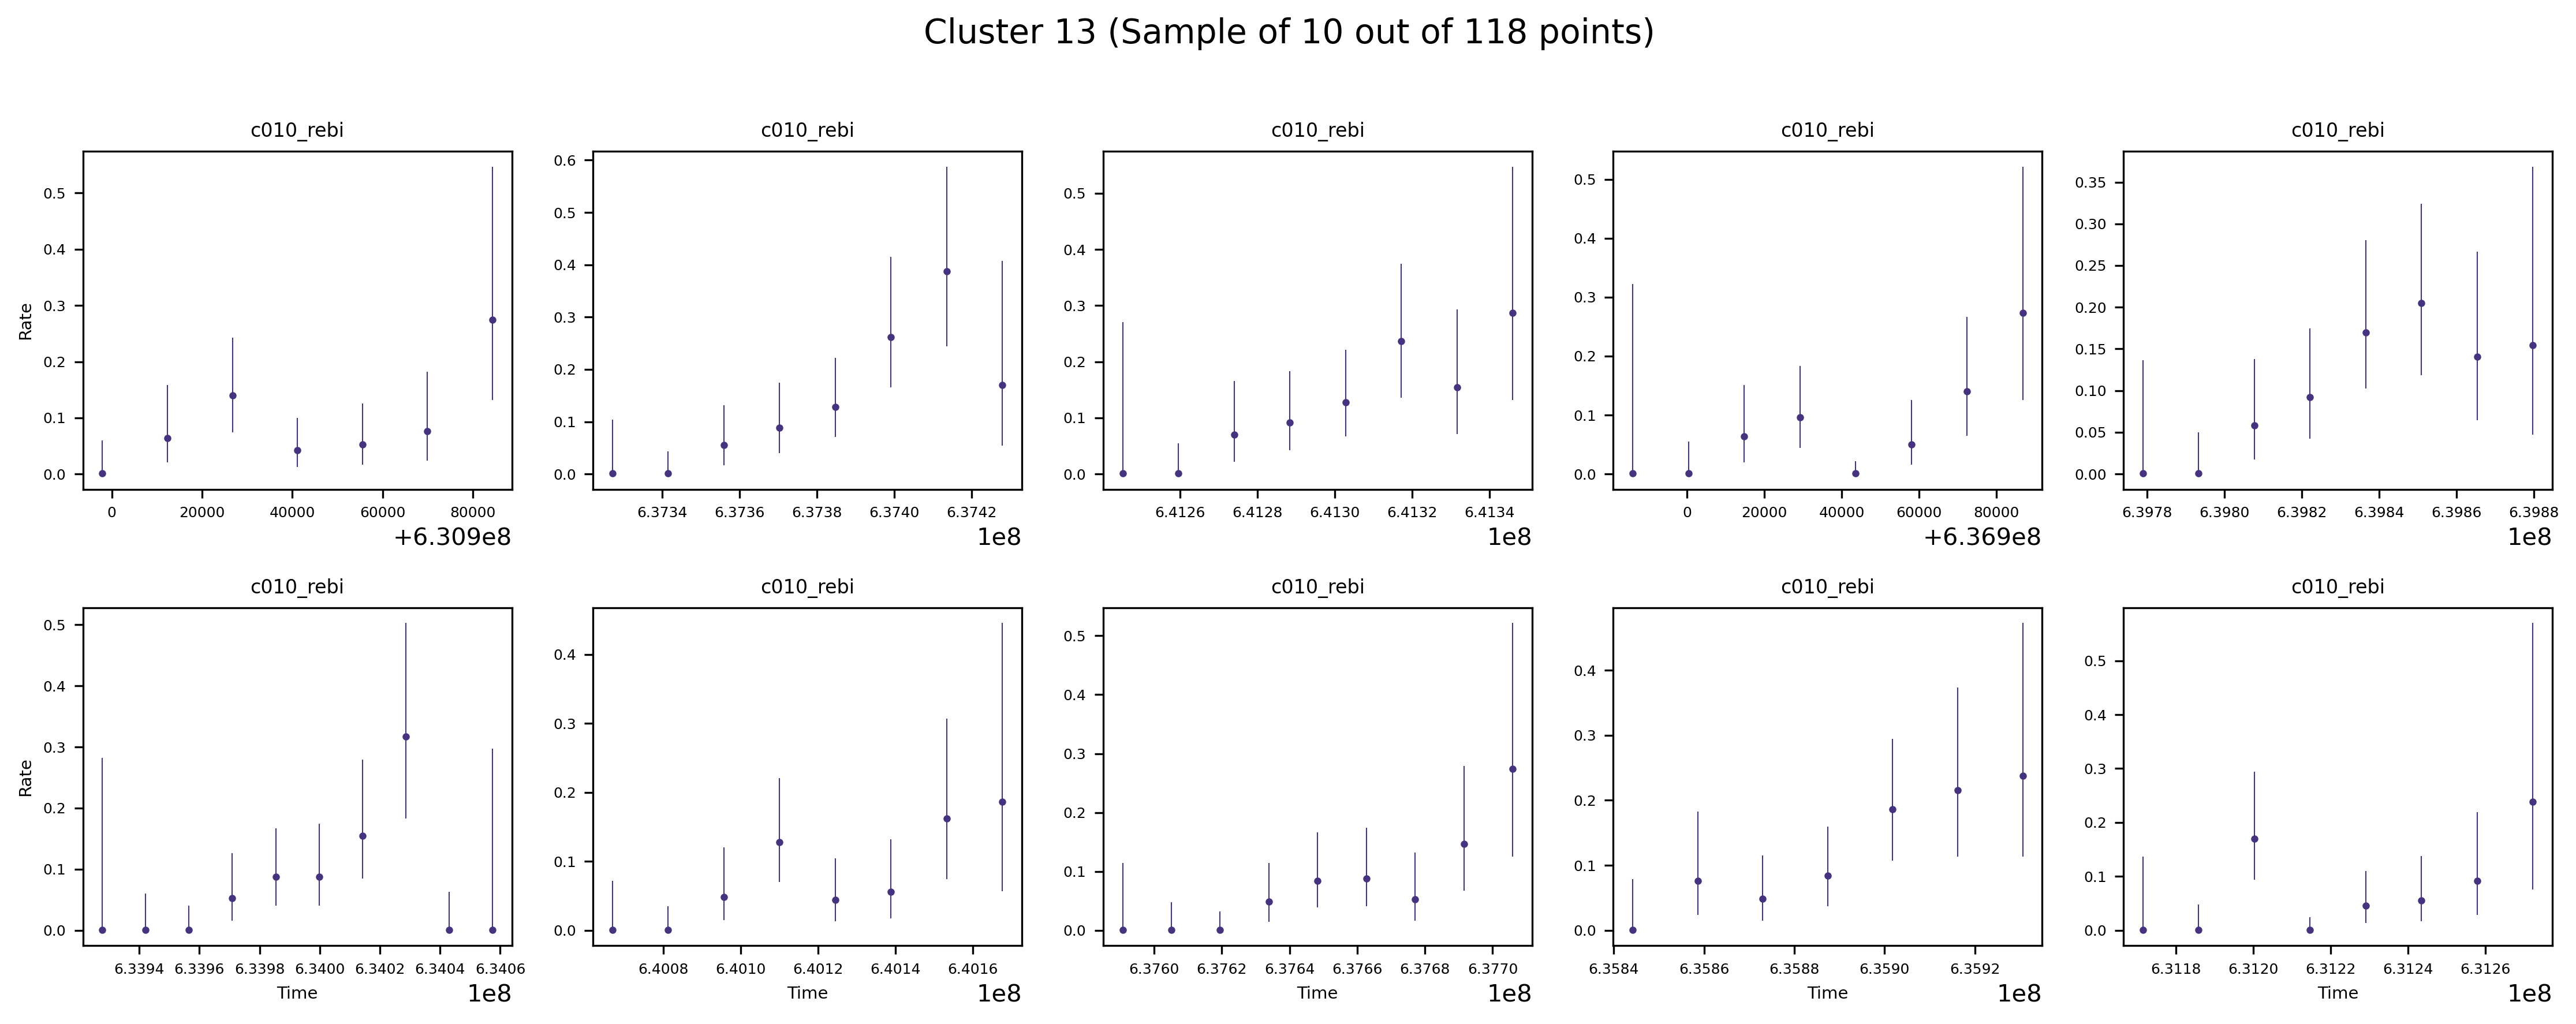 Cluster 13 (Sample of 10 out of 118 points)
c010_rebi c010_rebi c010_rebi c010_rebi c010_rebi
Rate
0.5 0.4 0.3 0.2 0.1 0.0
0 20000 40000 60000 80000
+6.309e8
0.6 0.5 0.4 0.3 0.2 0.1 0.0
6.3734 6.3736 6.3738 6.3740 6.3742
1e8
0.5 0.4 0.3 0.2 0.1 0.0
6.4126 6.4128 6.4130 6.4132 6.4134
1e8
0.5 0.4 0.3 0.2 0.1 0.0
0 20000 40000 60000 80000
+6.369e8
0.35 0.30 0.25 0.20 0.15 0.10 0.05 0.00
6.3978 6.3980 6.3982 6.3984 6.3986 6.3988
1e8
c010_rebi c010_rebi c010_rebi c010_rebi c010_rebi
Rate
0.5 0.4 0.3 0.2 0.1 0.0
6.3394 6.3396 6.3398 6.3400 6.3402 6.3404 6.3406
Time 1e8
0.4 0.3 0.2 0.1 0.0
6.4008 6.4010 6.4012 6.4014 6.4016
Time 1e8
0.5 0.4 0.3 0.2 0.1 0.0
6.3760 6.3762 6.3764 6.3766 6.3768 6.3770
Time 1e8
0.4 0.3 0.2 0.1 0.0
6.3584 6.3586 6.3588 6.3590 6.3592
Time 1e8
0.5 0.4 0.3 0.2 0.1 0.0
6.3118 6.3120 6.3122 6.3124 6.3126
Time 1e8